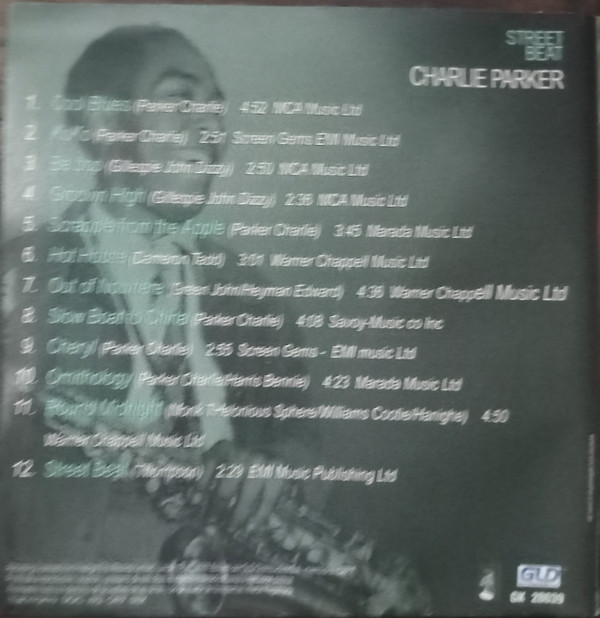 STREET
BEAT
CHARLIE PARKER
1. Cool Blues (Parker Charlie) 4:52 MCA Music Ltd
2. KoKo (Parker Charlie) 2:51 Screen Gems EMI Music Ltd
3. Be bop (Gillespie John Dizzy) 2:50 MCA Music Ltd
4. Groovin High (Gillespie John Dizzy) 2:36 MCA Music Ltd
5. Scrapple from the Apple (Parker Charlie) 3:45 Marada Music Ltd
6. Hot House (Dameron Tadd) 3:01 Warner Chappell Music Ltd
7. Out of Nowhere (Green John/Heyman Edward) 4:36 Warner Chappell Music Ltd
8. Slow Boat to China (Parker Charlie) 4:08 Savoy-Music co Inc
9. Cheryl (Parker Charlie) 2:55 Screen Gems - EMI music Ltd
10. Ornithology (Parker Charlie/Harris Bennie) 4:23 Marada Music Ltd
11. Round Midnight (Monk Thelonious Sphere/Williams Cootie/Hanighe) 4:50
Warner Chappell Music Ltd
12. Street Beat (Thompson) 2:29 EMI Music Publishing Ltd
GLD